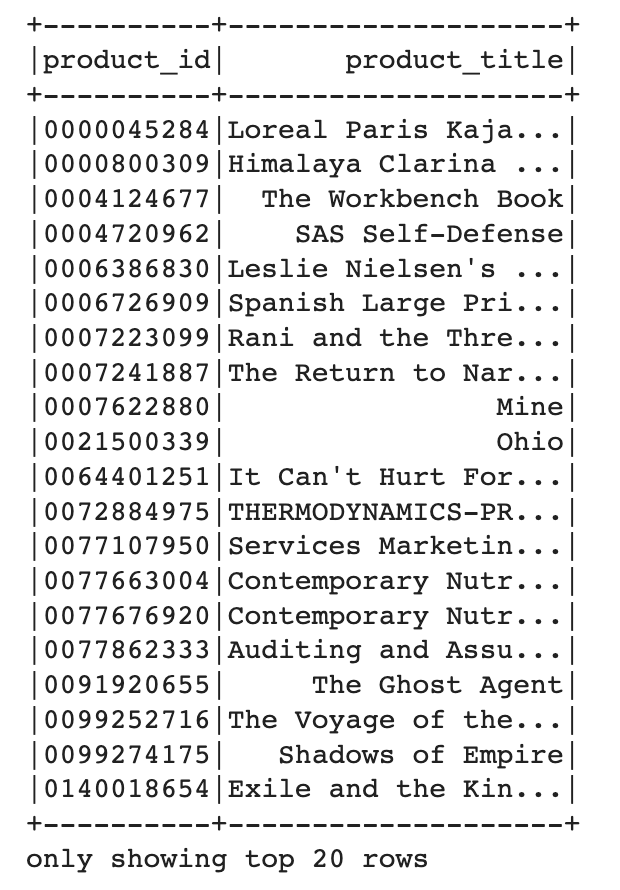 +----------+--------------------+
|product_id|       product_title|
+----------+--------------------+
|0000045284|Loreal Paris Kaja...|
|0000800309|Himalaya Clarina ...|
|0004124677|  The Workbench Book|
|0004720962|    SAS Self-Defense|
|0006386830|Leslie Nielsen's ...|
|0006726909|Spanish Large Pri...|
|0007223099|Rani and the Thre...|
|0007241887|The Return to Nar...|
|0007622880|                Mine|
|0021500339|                Ohio|
|0064401251|It Can't Hurt For...|
|0072884975|THERMODYNAMICS-PR...|
|0077107950|Services Marketin...|
|0077663004|Contemporary Nutr...|
|0077676920|Contemporary Nutr...|
|0077862333|Auditing and Assu...|
|0091920655|     The Ghost Agent|
|0099252716|The Voyage of the...|
|0099274175|   Shadows of Empire|
|0140018654|Exile and the Kin...|
+----------+--------------------+
only showing top 20 rows